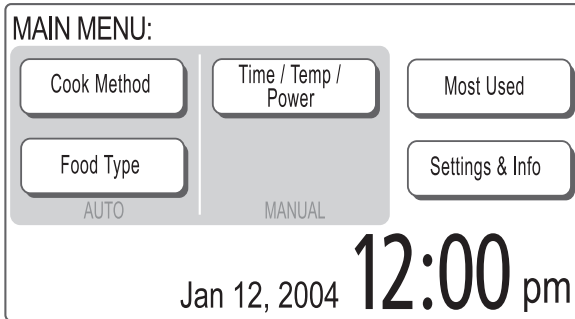 MAIN MENU:
Cook Method
Time / Temp /
Power
Most Used
Food Type
Settings & Info
AUTO
MANUAL
Jan 12, 2004 12:00 pm